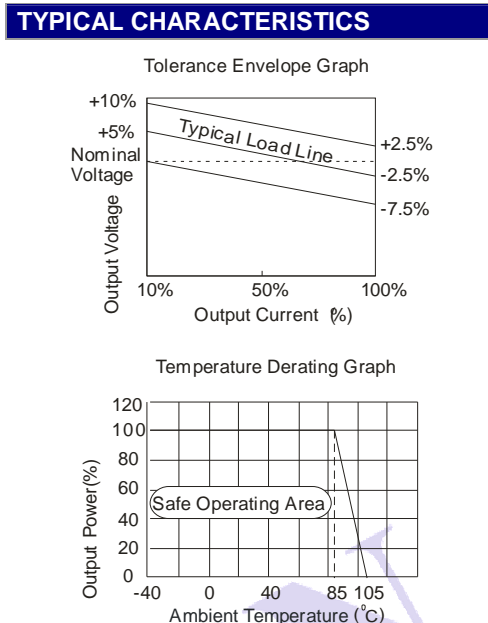 TYPICAL CHARACTERISTICS
Tolerance Envelope Graph
+10%
+5%
Nominal
Voltage
Typical Load Line
+2.5%
-2.5%
-7.5%
Output Voltage
10%
50%
100%
Output Current (%)
Temperature Derating Graph
120
100
80
60
40
20
0
Safe Operating Area
Output Power(%)
-40
0
40
85
105
Ambient Temperature (°C)